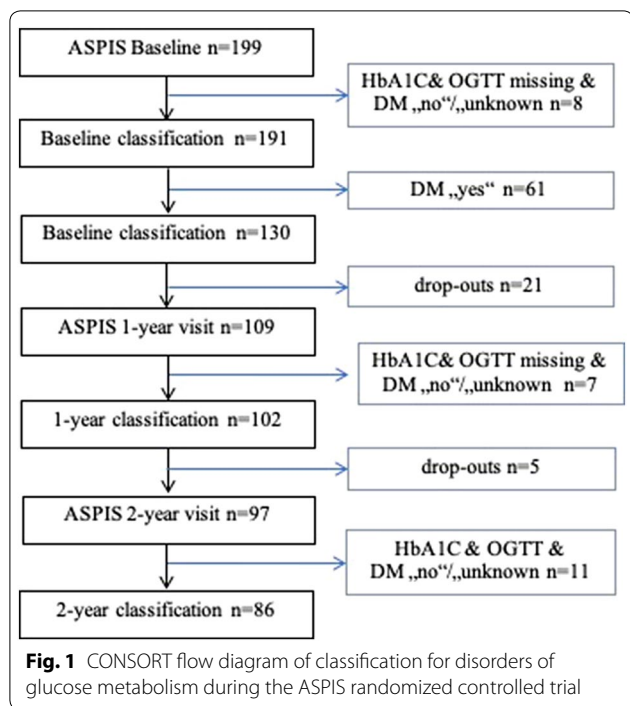 ASPIS Baseline n=199
HbA1C& OGTT missing &
DM „no“/„unknown n=8
Baseline classification n=191
DM „yes“ n=61
Baseline classification n=130
drop-outs n=21
ASPIS 1-year visit n=109
HbA1C& OGTT missing &
DM „no“/„unknown n=7
1-year classification n=102
drop-outs n=5
ASPIS 2-year visit n=97
HbA1C & OGTT &
DM „no“/„unknown n=11
2-year classification n=86
Fig. 1 CONSORT flow diagram of classification for disorders of
glucose metabolism during the ASPIS randomized controlled trial